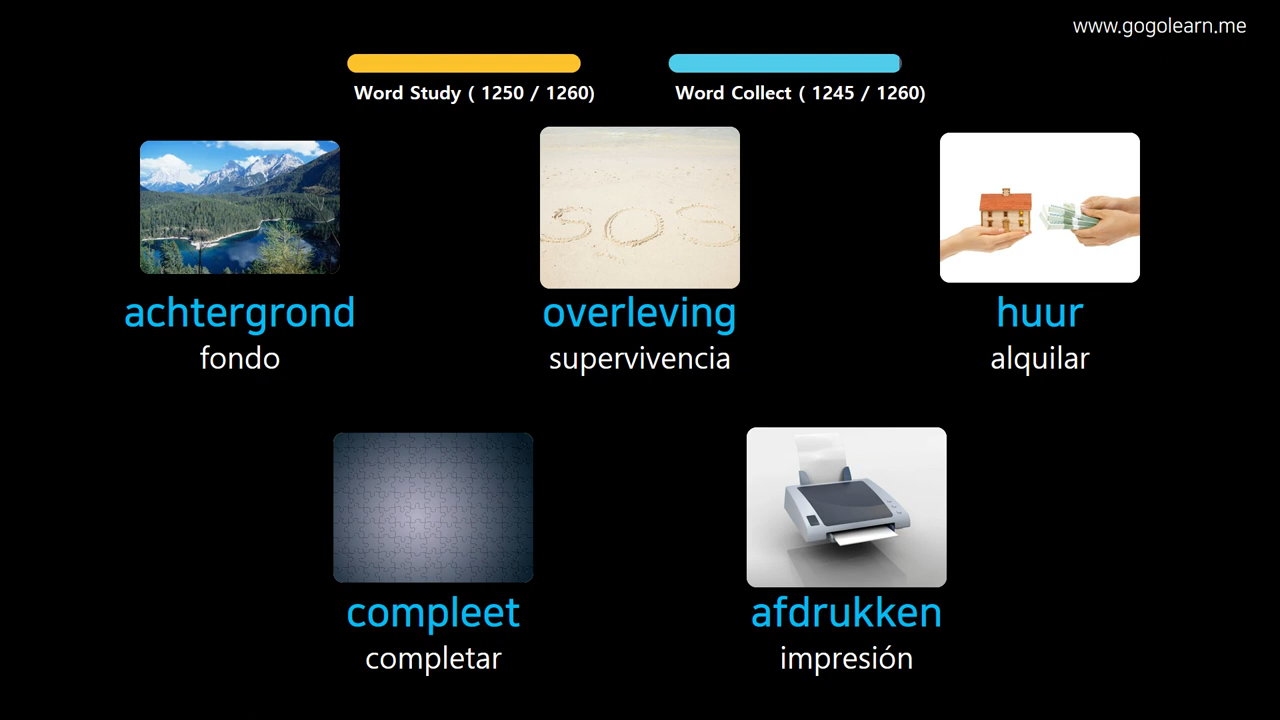 www.gogolearn.me
Word Study ( 1250 / 1260)
Word Collect ( 1245 / 1260)
SOS
achtergrond
fondo
overleving
supervivencia
huur
alquilar
compleet
completar
afdrukken
impresión